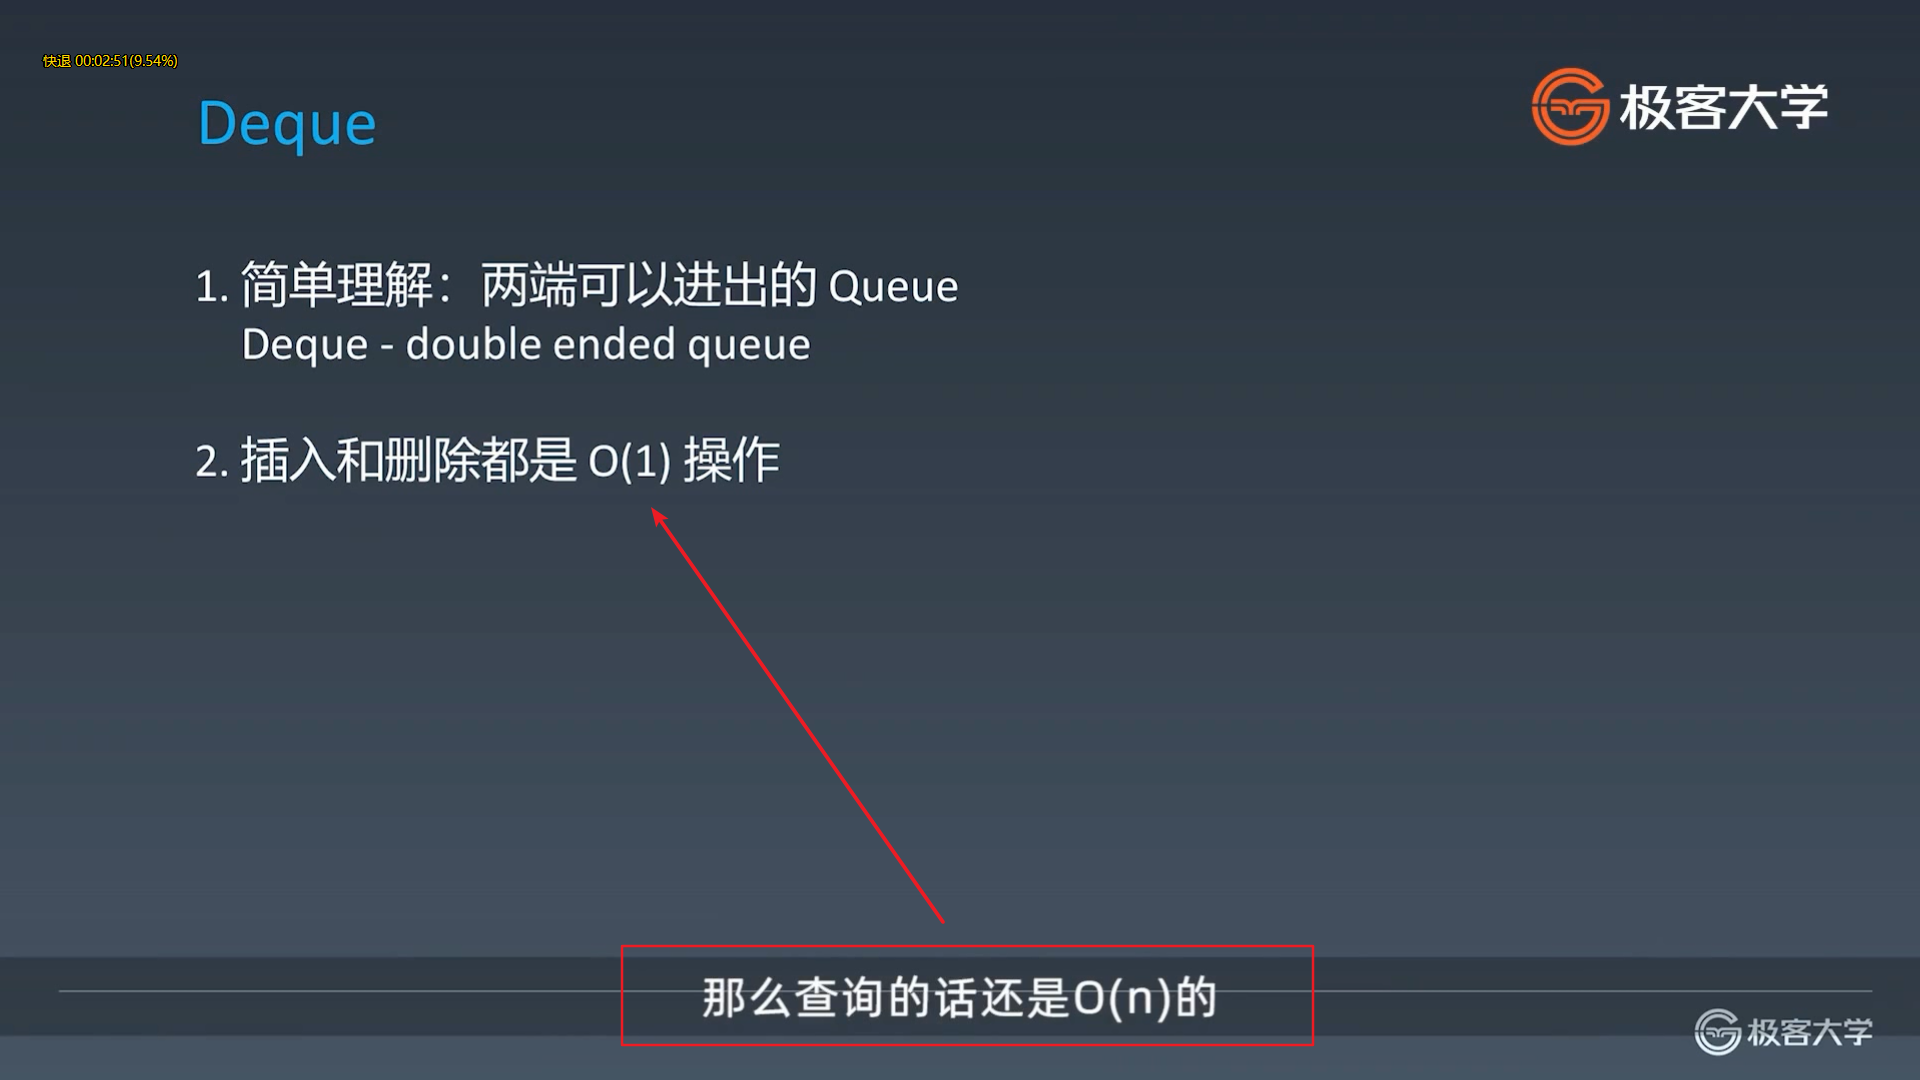 快退 00:02:51(9.54%)
极客大学
Deque
1. 简单理解：两端可以进出的 Queue
Deque - double ended queue
2. 插入和删除都是 O(1) 操作
那么查询的话还是O(n)的
极客大学